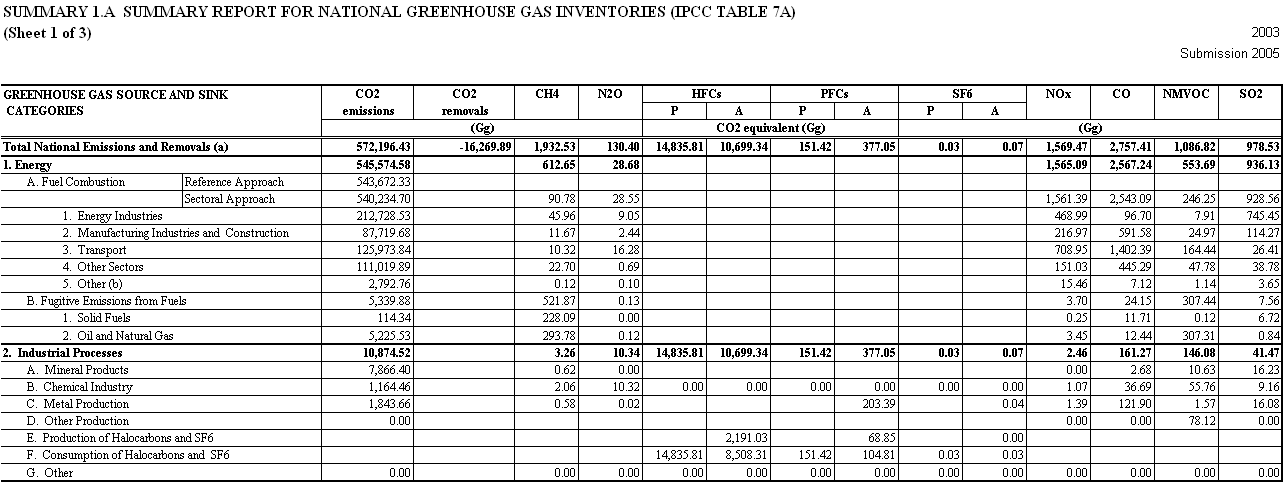 SUMMARY 1.A SUMMARY REPORT FOR NATIONAL GREENHOUSE GAS INVENTORIES (IPCC TABLE 7A)
(Sheet 1 of 3)
2003
Submission 2005
GREENHOUSE GAS SOURCE AND SINK CO2 CO2 CH4 N2O HFCs PFCs SF6 NOx CO NMVOC SO2
CATEGORIES emissions removals P A P A P A
(Gg) CO2 equivalent (Gg) (Gg)
Total National Emissions and Removals (a) 572,196.43 -16,269.89 1,932.53 130.40 14,835.81 10,699.34 151.42 377.05 0.03 0.07 1,569.47 2,757.41 1,086.82 978.53
1. Energy 545,574.58 612.65 28.68 1,565.09 2,567.24 553.69 936.13
A. Fuel Combustion Reference Approach 543,672.33
Sectoral Approach 540,234.70 90.78 28.55 1,561.39 2,543.09 246.25 928.56
1. Energy Industries 212,728.53 45.96 9.05 468.99 96.70 7.91 745.45
2. Manufacturing Industries and Construction 87,719.68 11.67 2.44 216.97 591.58 24.97 114.27
3. Transport 125,973.84 10.32 16.28 708.95 1,402.39 164.44 26.41
4. Other Sectors 111,019.89 22.70 0.69 151.03 445.29 47.78 38.78
5. Other (b) 2,792.76 0.12 0.10 15.46 7.12 1.14 3.65
B. Fugitive Emissions from Fuels 5,339.88 521.87 0.13 3.70 24.15 307.44 7.56
1. Solid Fuels 114.34 228.09 0.00 0.25 11.71 0.12 6.72
2. Oil and Natural Gas 5,225.53 293.78 0.12 3.45 12.44 307.31 0.84
2. Industrial Processes 10,874.52 3.26 10.34 14,835.81 10,699.34 151.42 377.05 0.03 0.07 2.46 161.27 146.08 41.47
A. Mineral Products 7,866.40 0.62 0.00 0.00 2.68 10.63 16.23
B. Chemical Industry 1,164.46 2.06 10.32 0.00 0.00 0.00 0.00 0.00 0.00 1.07 36.69 55.76 9.16
C. Metal Production 1,843.66 0.58 0.02 203.39 0.04 1.39 121.90 1.57 16.08
D. Other Production 0.00 0.00 0.00 78.12 0.00
E. Production of Halocarbons and SF6 2,191.03 68.85 0.00
F. Consumption of Halocarbons and SF6 14,835.81 8,508.31 151.42 104.81 0.03 0.03
G. Other 0.00 0.00 0.00 0.00 0.00 0.00 0.00 0.00 0.00 0.00 0.00 0.00 0.00